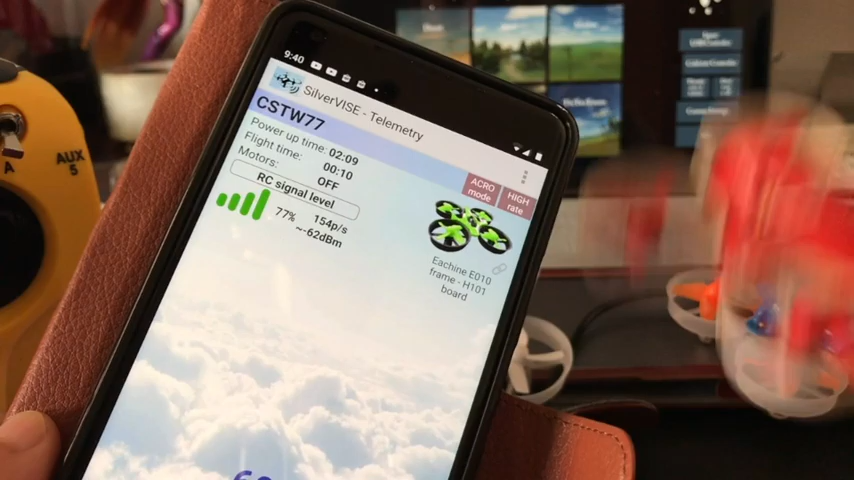 9:40
SilverVISE - Telemetry
CSTW77
Power up time: 02:09
Flight time: 00:10
Motors: OFF
ACRO mode
HIGH rate
RC signal level
77% 154p/s
~-62dBm
Eachine E010
frame - H101
board
A
AUX
5